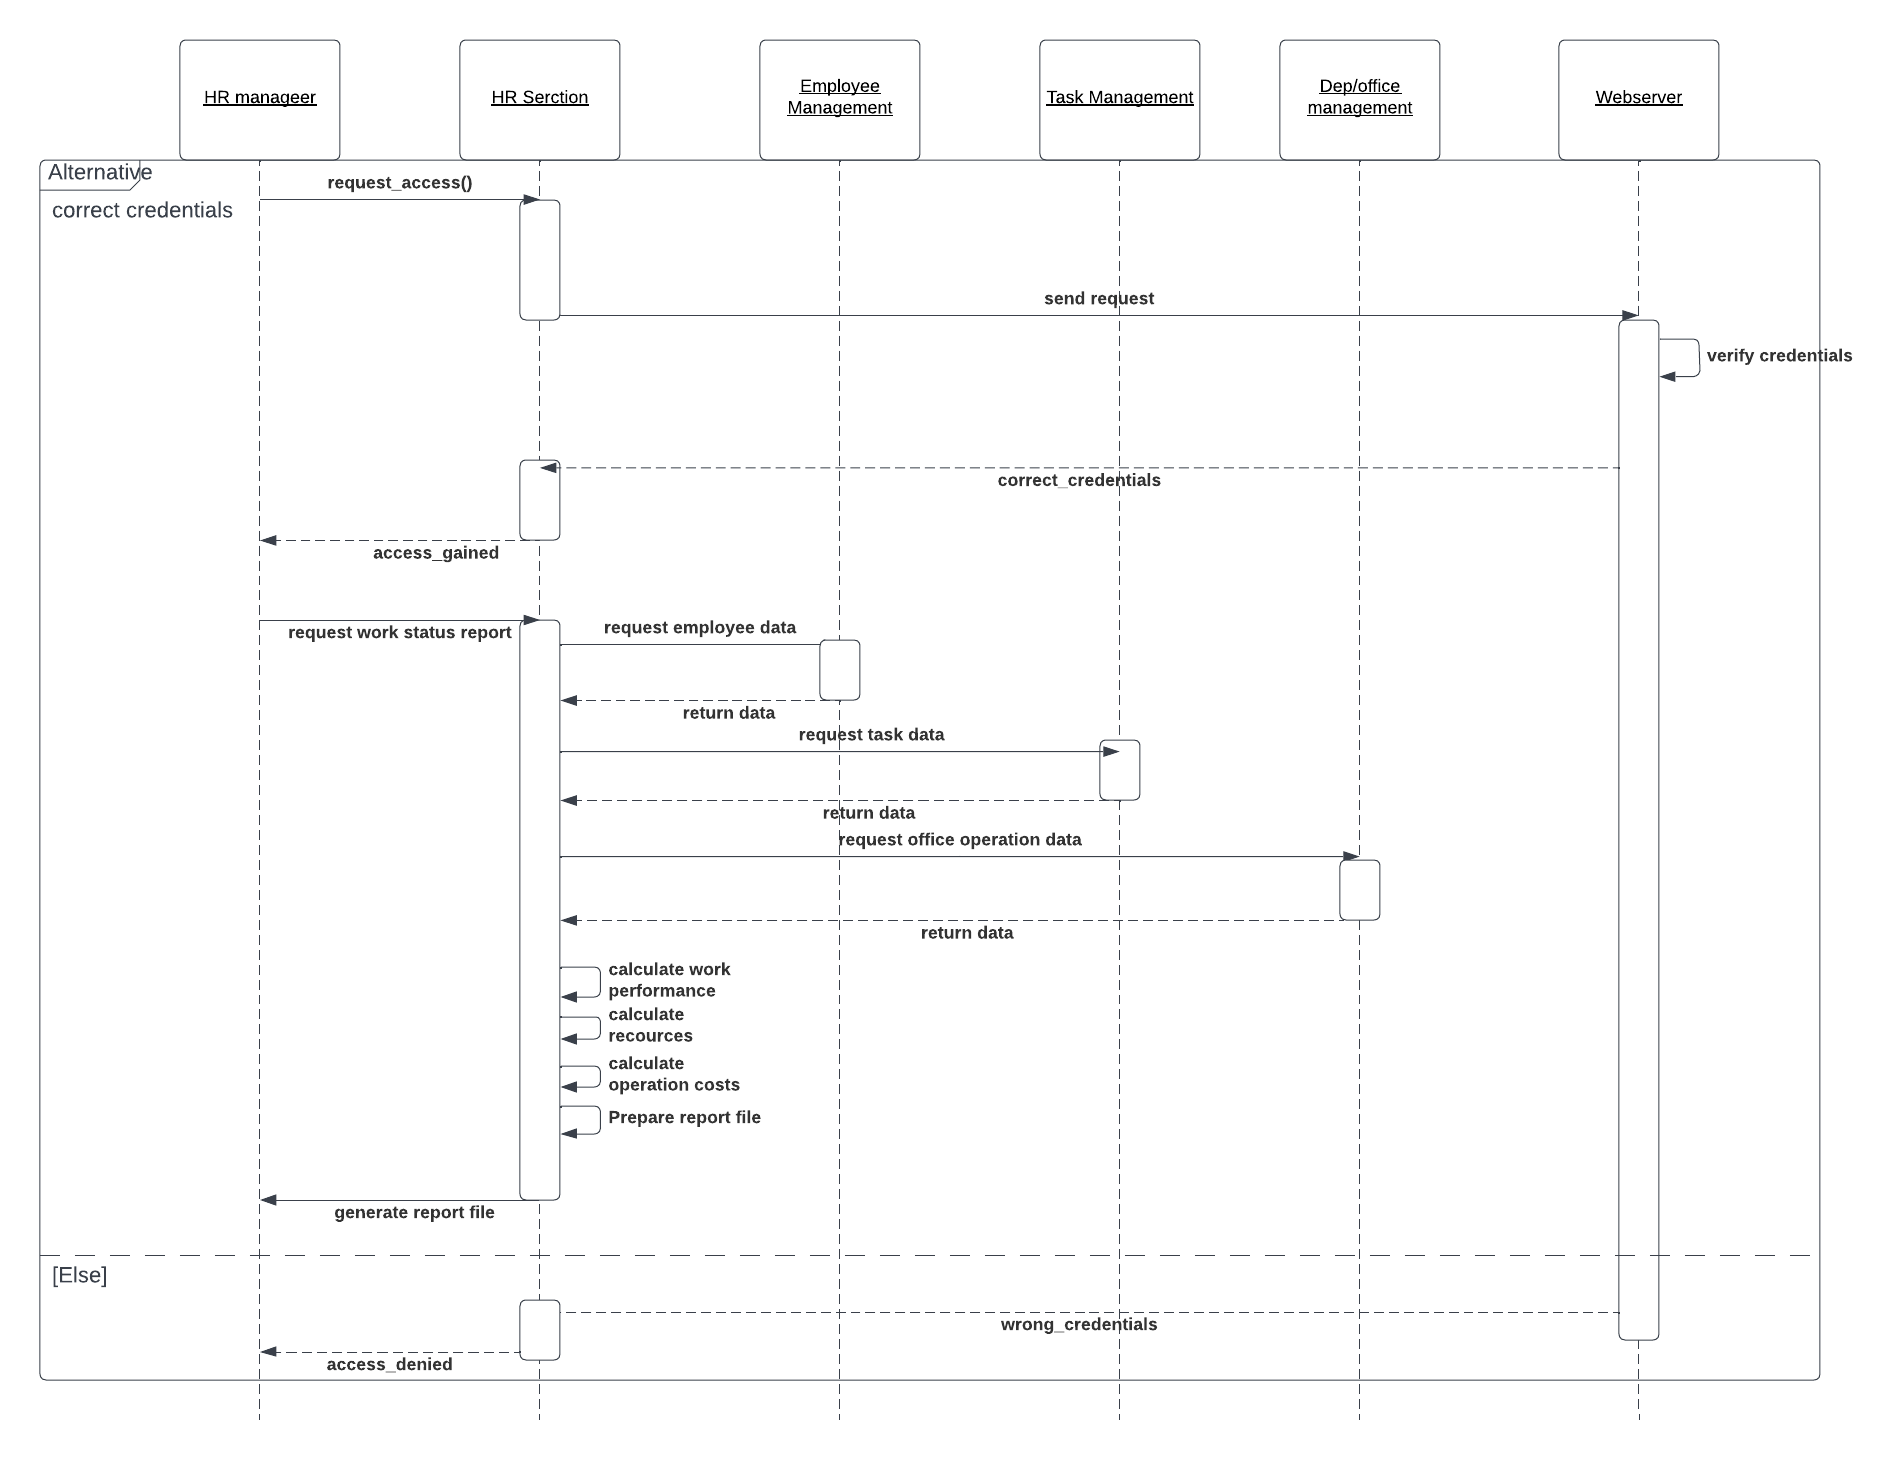 HR manageer
HR Serction
Employee
Management
Task Management
Dep/office
management
Webserver
Alternative
correct credentials
request_access()
send request
verify credentials
correct_credentials
access_gained
request work status report
request employee data
return data
request task data
return data
request office operation data
return data
calculate work
performance
calculate
recources
calculate
operation costs
Prepare report file
generate report file
[Else]
wrong_credentials
access_denied